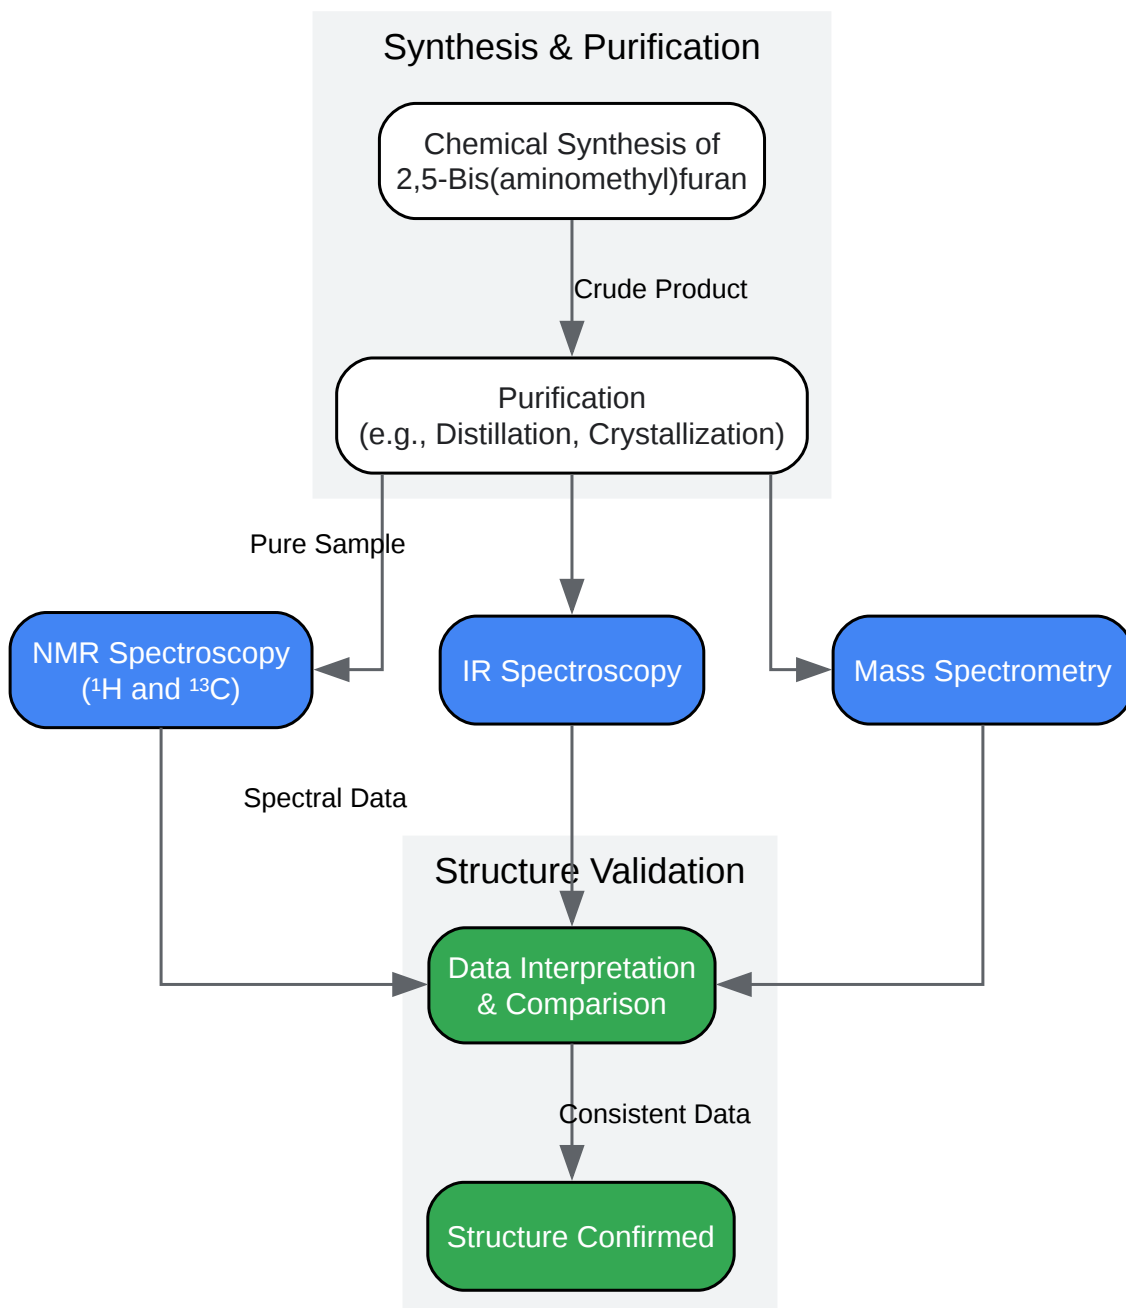 Synthesis & Purification
Chemical Synthesis of
2,5-Bis(aminomethyl)furan
Crude Product
Purification
(e.g., Distillation, Crystallization)
Pure Sample
NMR Spectroscopy
(¹H and ¹³C)
IR Spectroscopy
Mass Spectrometry
Spectral Data
Structure Validation
Data Interpretation
& Comparison
Consistent Data
Structure Confirmed